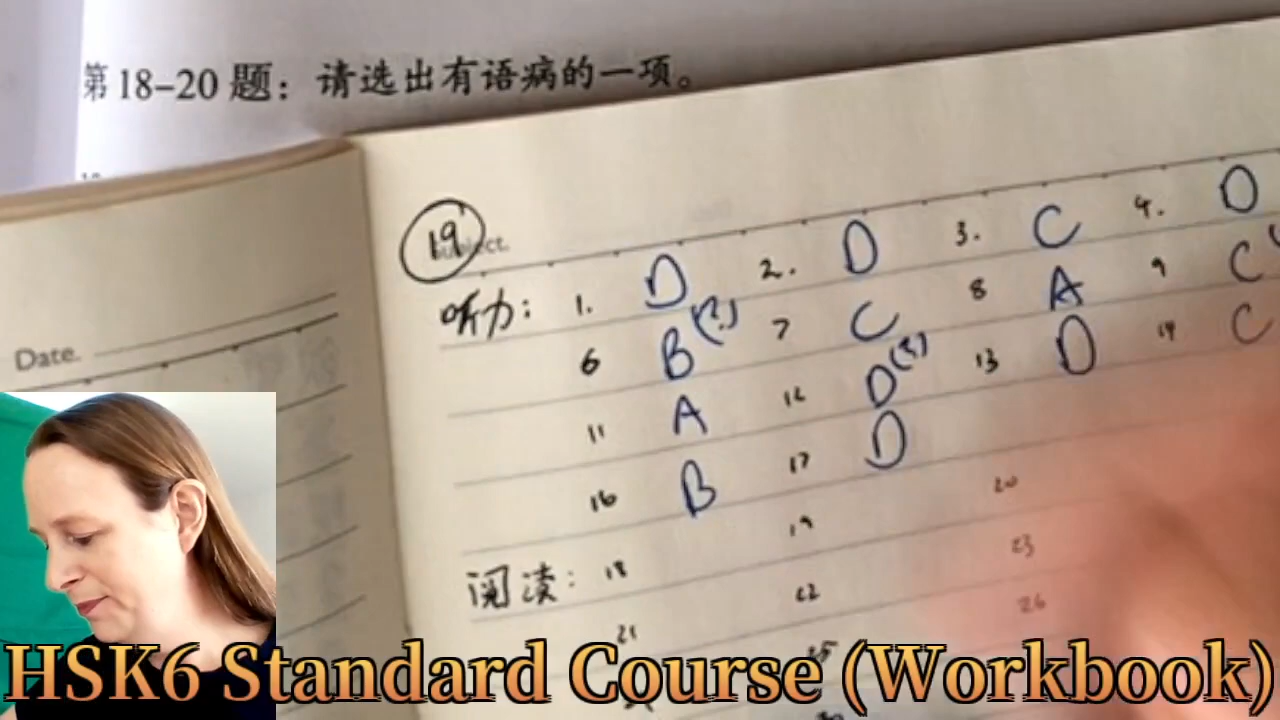 第18-20题：请选出有语病的一项。
19
Date.
听力： 1. D 2. D 3. C 4. D
6 B(?) 7 C 8 A 9 C
11 A 12 D(?) 13 D 14 C
16 B 17 D
阅读： 18 19 20
21 22 23
25 26
HSK6 Standard Course (Workbook)